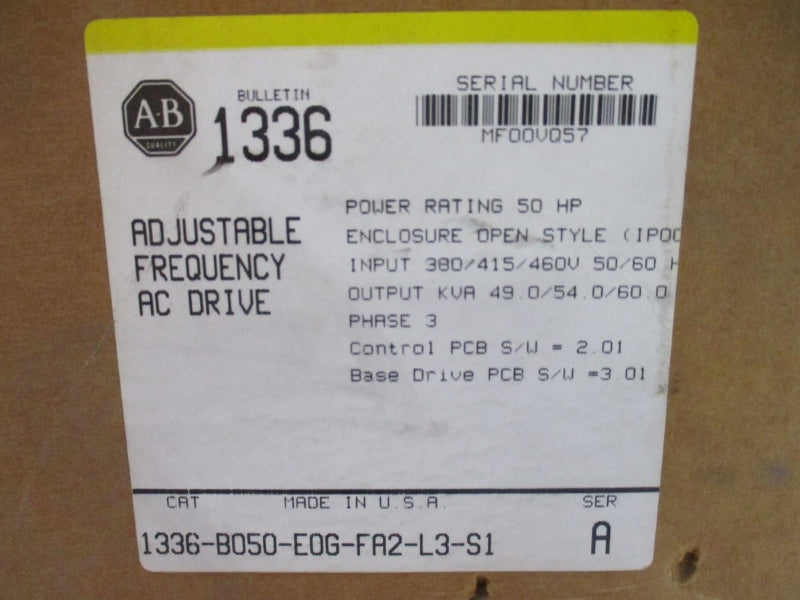 A-B
QUALITY
BULLETIN
1336
SERIAL NUMBER
MF00VQ57
ADJUSTABLE
FREQUENCY
AC DRIVE
POWER RATING 50 HP
ENCLOSURE OPEN STYLE (IP00
INPUT 380/415/460V 50/60 H
OUTPUT KVA 49.0/54.0/60.0
PHASE 3
Control PCB S/W = 2.01
Base Drive PCB S/W =3.01
CAT MADE IN U.S.A. SER
1336-B050-E0G-FA2-L3-S1 A